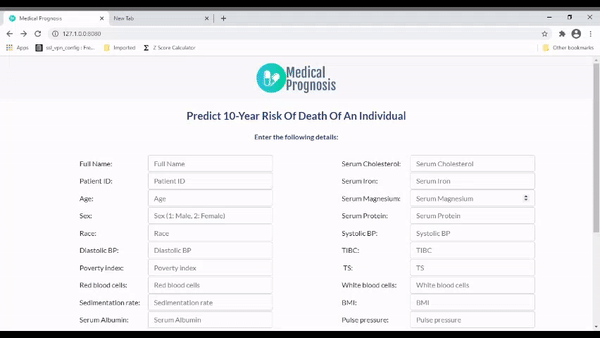 Medical Prognosis
New Tab
127.0.0.0:8080
Apps
ssl_vpn_config | Fre...
Imported
Z Score Calculator
Other bookmarks
Medical
Prognosis
Predict 10-Year Risk Of Death Of An Individual
Enter the following details:
Full Name: Full Name Serum Cholesterol: Serum Cholesterol
Patient ID: Patient ID Serum Iron: Serum Iron
Age: Age Serum Magnesium: Serum Magnesium
Sex: Sex (1: Male, 2: Female) Serum Protein: Serum Protein
Race: Race Systolic BP: Systolic BP
Diastolic BP: Diastolic BP TIBC: TIBC
Poverty index: Poverty index TS: TS
Red blood cells: Red blood cells White blood cells: White blood cells
Sedimentation rate: Sedimentation rate BMI: BMI
Serum Albumin: Serum Albumin Pulse pressure: Pulse pressure